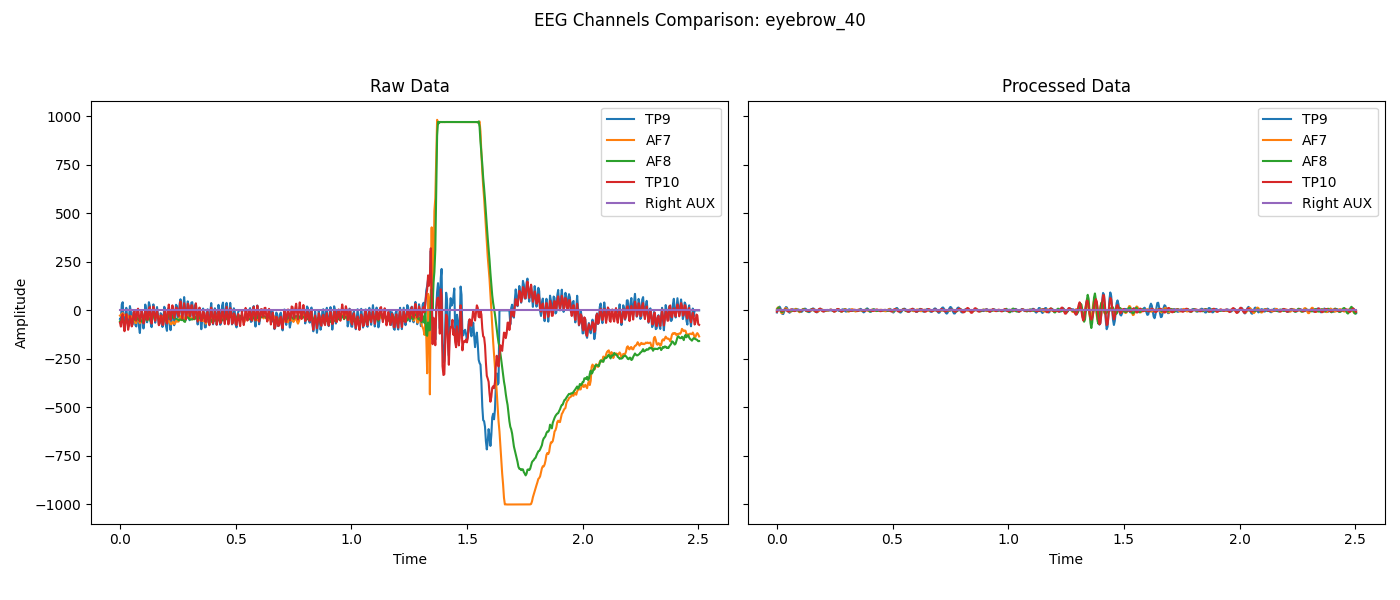 EEG Channels Comparison: eyebrow_40
Raw Data
Processed Data
TP9
AF7
AF8
TP10
Right AUX
TP9
AF7
AF8
TP10
Right AUX
Amplitude
1000
750
500
250
0
−250
−500
−750
−1000
0.0 0.5 1.0 1.5 2.0 2.5
Time
0.0 0.5 1.0 1.5 2.0 2.5
Time